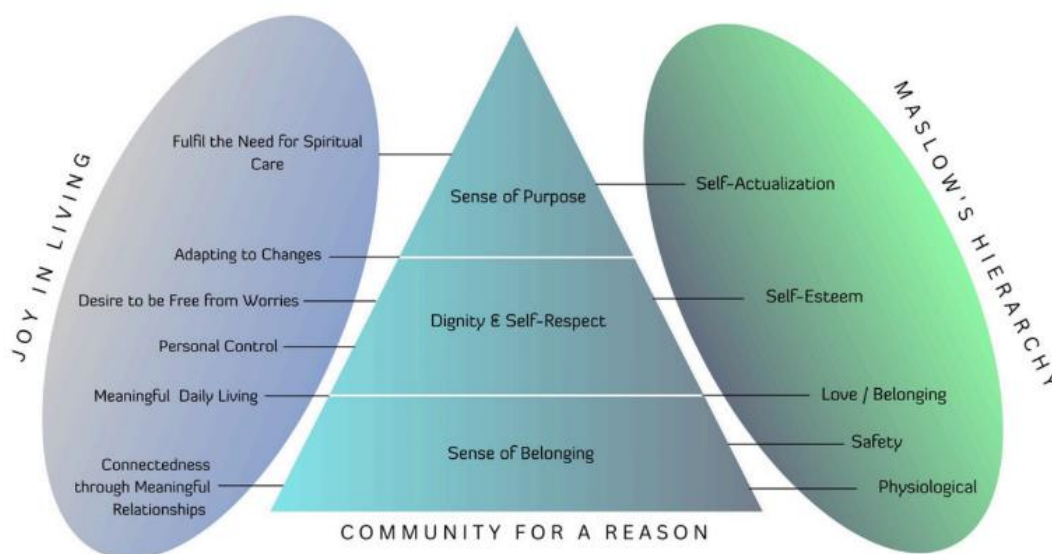 JOY IN LIVING
Fulfil the Need for Spiritual
Care
Adapting to Changes
Desire to be Free from Worries
Personal Control
Meaningful Daily Living
Connectedness
through Meaningful
Relationships
Sense of Purpose
Dignity & Self-Respect
Sense of Belonging
COMMUNITY FOR A REASON
Self-Actualization
Self-Esteem
Love / Belonging
Safety
Physiological
MASLOW'S HIERARCHY